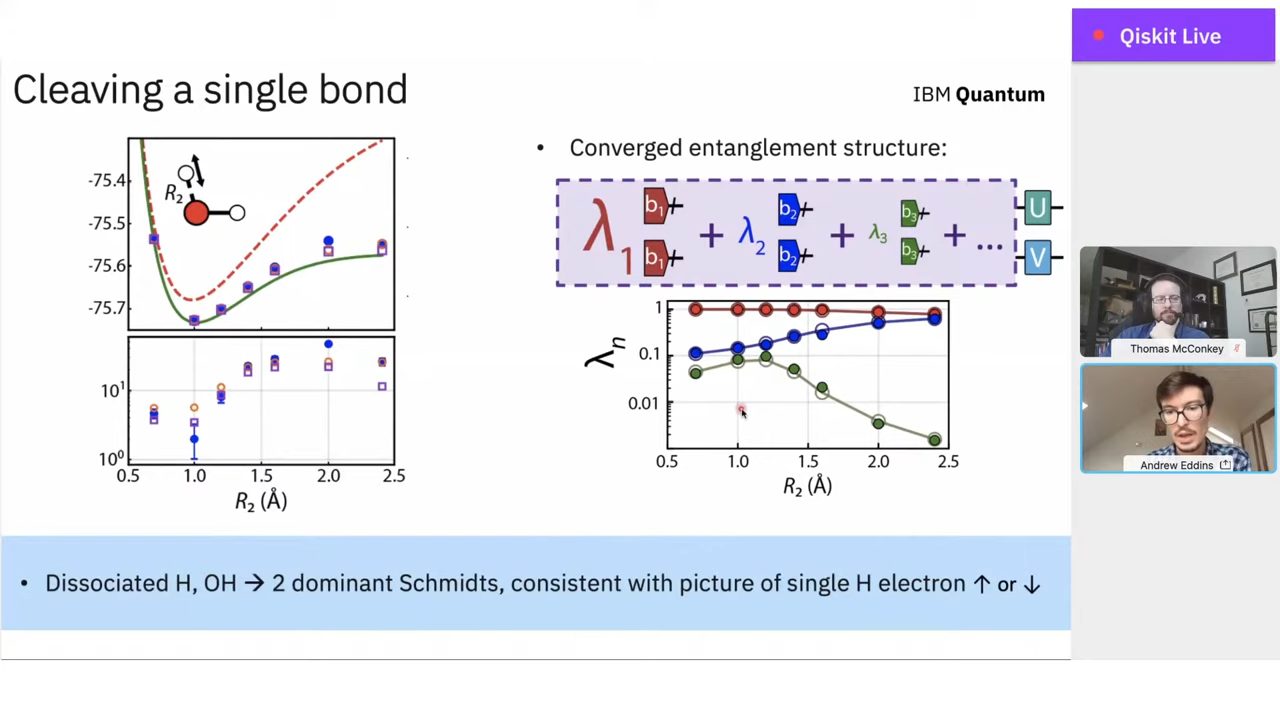 Qiskit Live
Cleaving a single bond
IBM Quantum
-75.4
-75.5
-75.6
-75.7
R₂
10¹
10⁰
0.5 1.0 1.5 2.0 2.5
R₂ (Å)
• Converged entanglement structure:
λ₁ b₁ b₁ + λ₂ b₂ b₂ + λ₃ b₃ b₃ + ... U V
λₙ
1
0.1
0.01
0.5 1.0 1.5 2.0 2.5
R₂ (Å)
• Dissociated H, OH → 2 dominant Schmidts, consistent with picture of single H electron ↑ or ↓
Thomas McConkey
Andrew Eddins